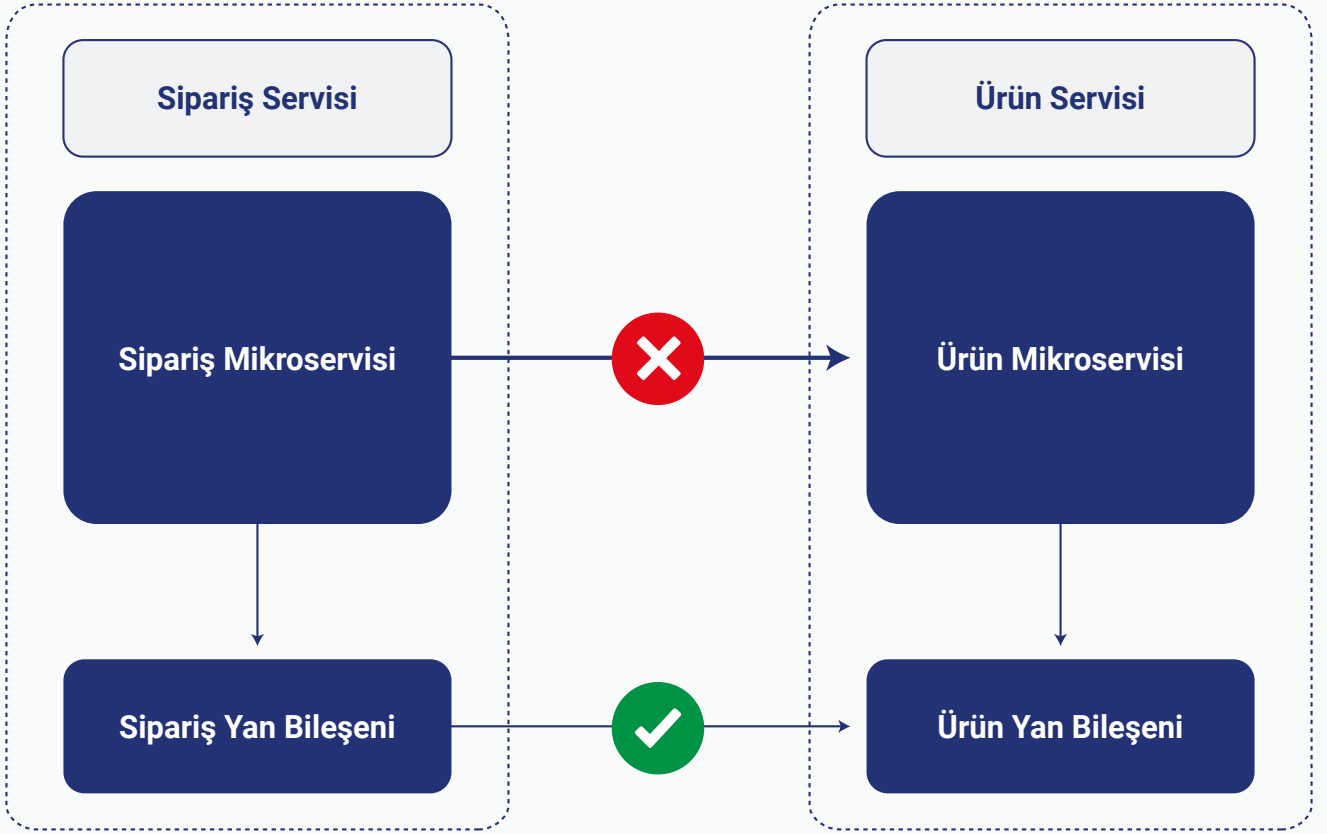 Sipariş Servisi
Ürün Servisi
Sipariş Mikroservisi
Ürün Mikroservisi
Sipariş Yan Bileşeni
Ürün Yan Bileşeni